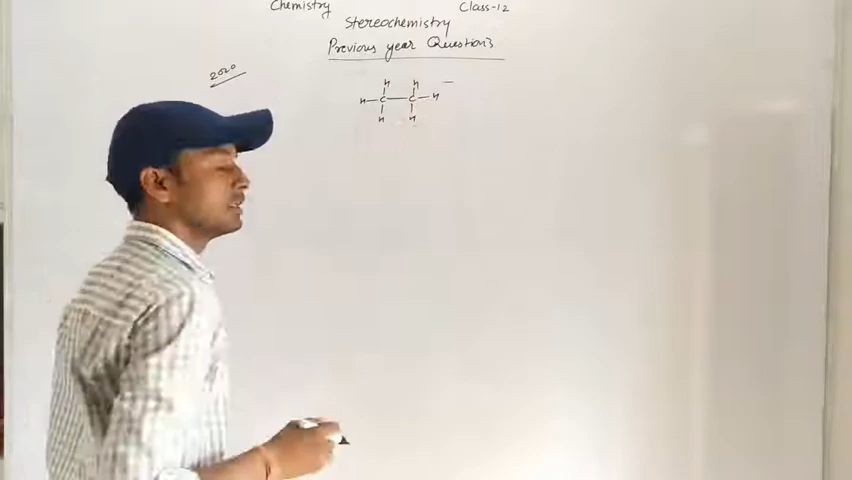 Chemistry Class-12
Stereochemistry
Previous year Questions
2020
H H
H-C-C-H
H H